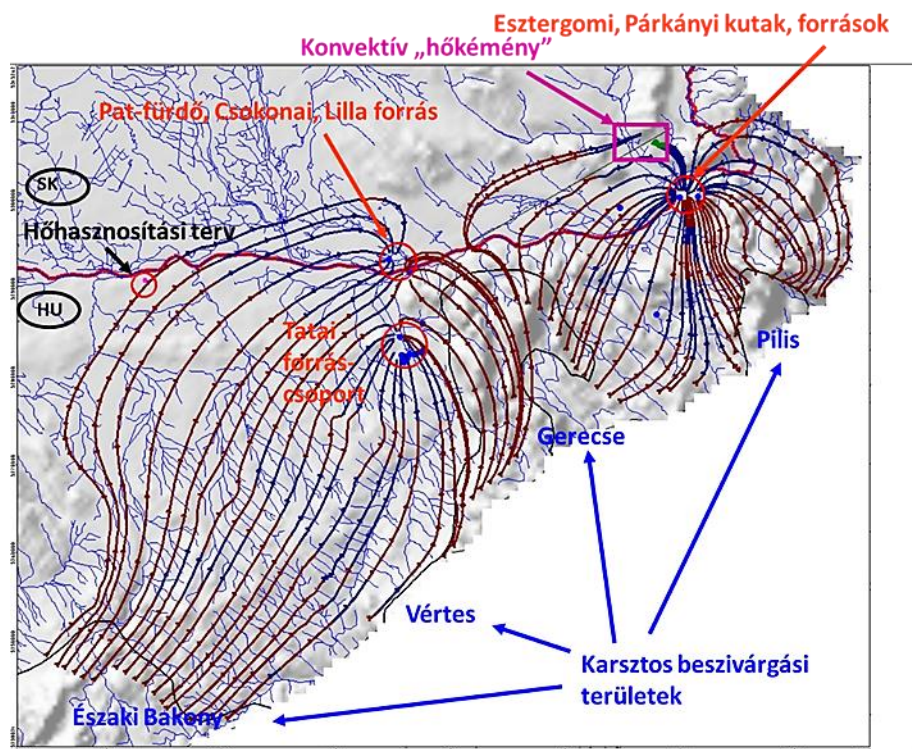 Esztergomi, Párkányi kutak, források
Konvektív „hőkémény”
Pat-fürdő, Csokonai, Lilla forrás
SK
Hőhasznosítási terv
HU
Tatai
forrás-
csoport
Pilis
Gerecse
Vértes
Karsztos beszivárgási
területek
Északi Bakony